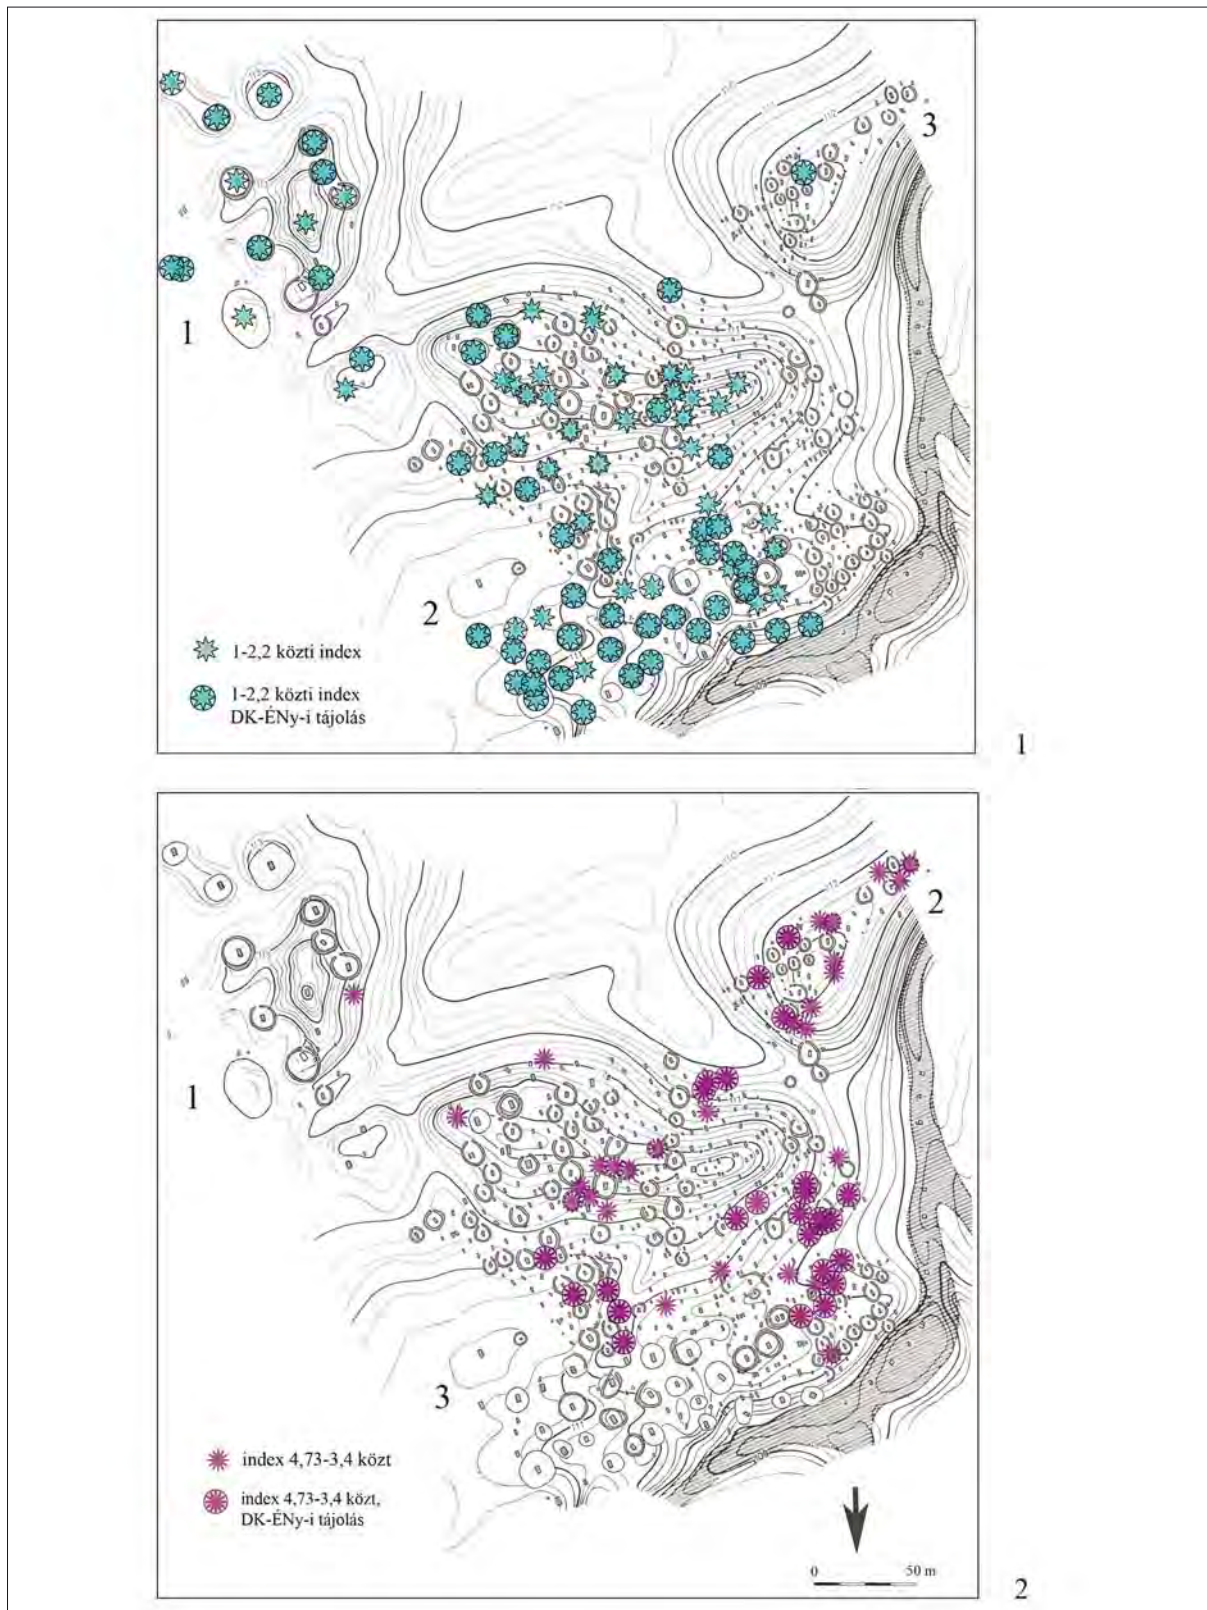 3
1
2
1-2,2 közti index
1-2,2 közti index
DK-ÉNy-i tájolás
1
2
1
3
index 4,73-3,4 közt
index 4,73-3,4 közt,
DK-ÉNy-i tájolás
0 50 m
2